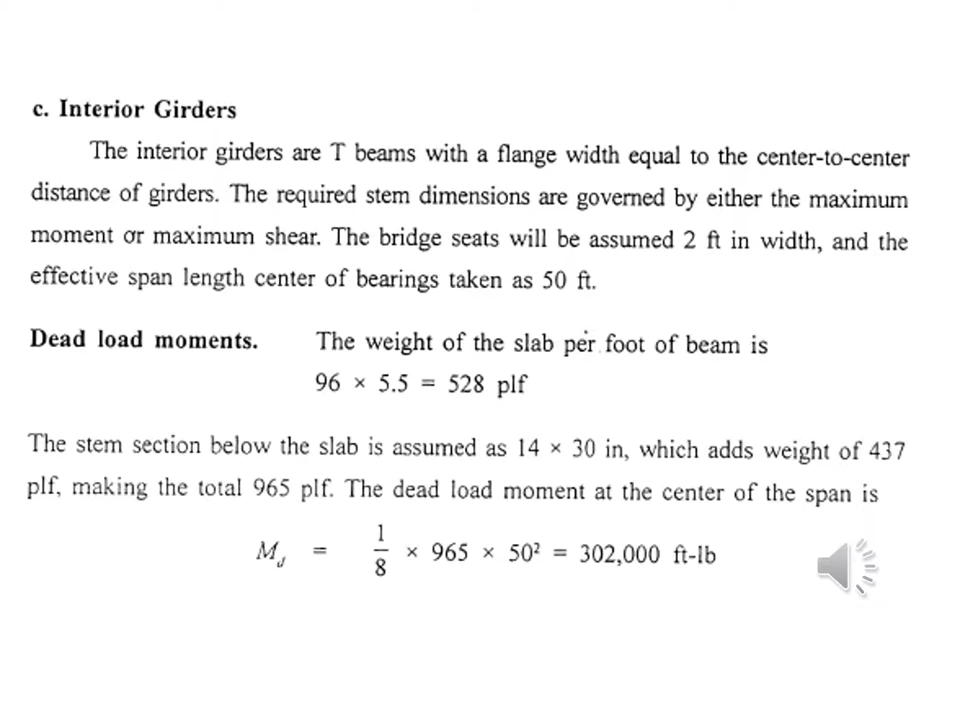 c. Interior Girders
The interior girders are T beams with a flange width equal to the center-to-center
distance of girders. The required stem dimensions are governed by either the maximum
moment or maximum shear. The bridge seats will be assumed 2 ft in width, and the
effective span length center of bearings taken as 50 ft.
Dead load moments. The weight of the slab per foot of beam is
96 × 5.5 = 528 plf
The stem section below the slab is assumed as 14 × 30 in, which adds weight of 437
plf, making the total 965 plf. The dead load moment at the center of the span is
M_d = 1/8 × 965 × 50² = 302,000 ft-lb